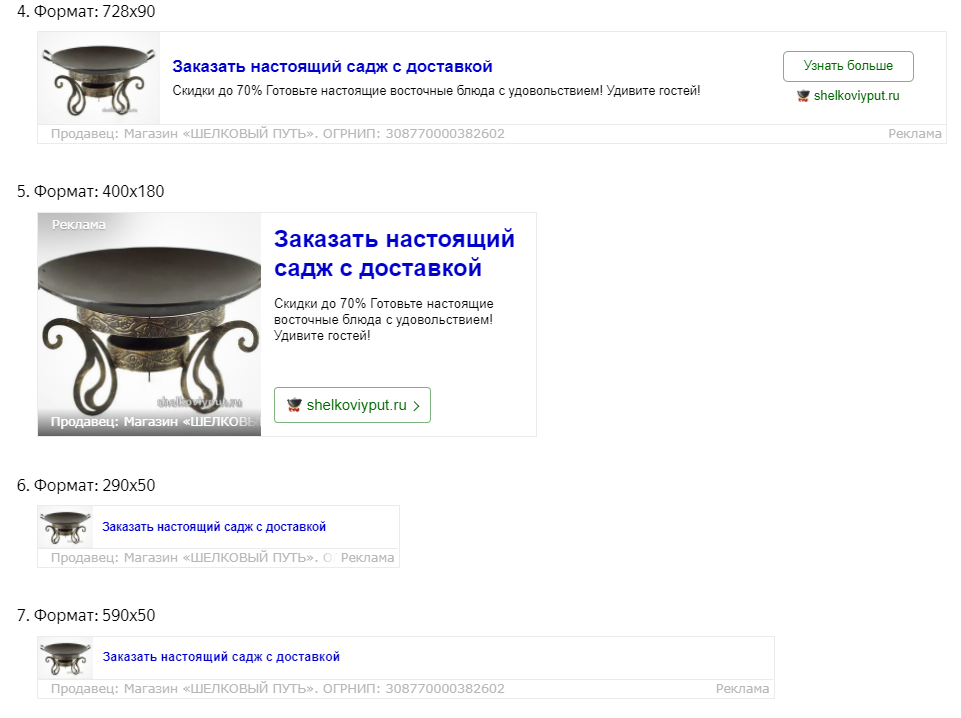 4. Формат: 728x90
Заказать настоящий садж с доставкой
Скидки до 70% Готовьте настоящие восточные блюда с удовольствием! Удивите гостей!
Узнать больше
shelkoviyput.ru
Продавец: Магазин «ШЕЛКОВЫЙ ПУТЬ». ОГРНИП: 308770000382602
Реклама
5. Формат: 400x180
Реклама
Заказать настоящий
садж с доставкой
Скидки до 70% Готовьте настоящие
восточные блюда с удовольствием!
Удивите гостей!
shelkoviyput.ru
shelkoviyput.ru >
Продавец: Магазин «ШЕЛКОВЫ
6. Формат: 290x50
Заказать настоящий садж с доставкой
Продавец: Магазин «ШЕЛКОВЫЙ ПУТЬ». О
Реклама
7. Формат: 590x50
Заказать настоящий садж с доставкой
Продавец: Магазин «ШЕЛКОВЫЙ ПУТЬ». ОГРНИП: 308770000382602
Реклама